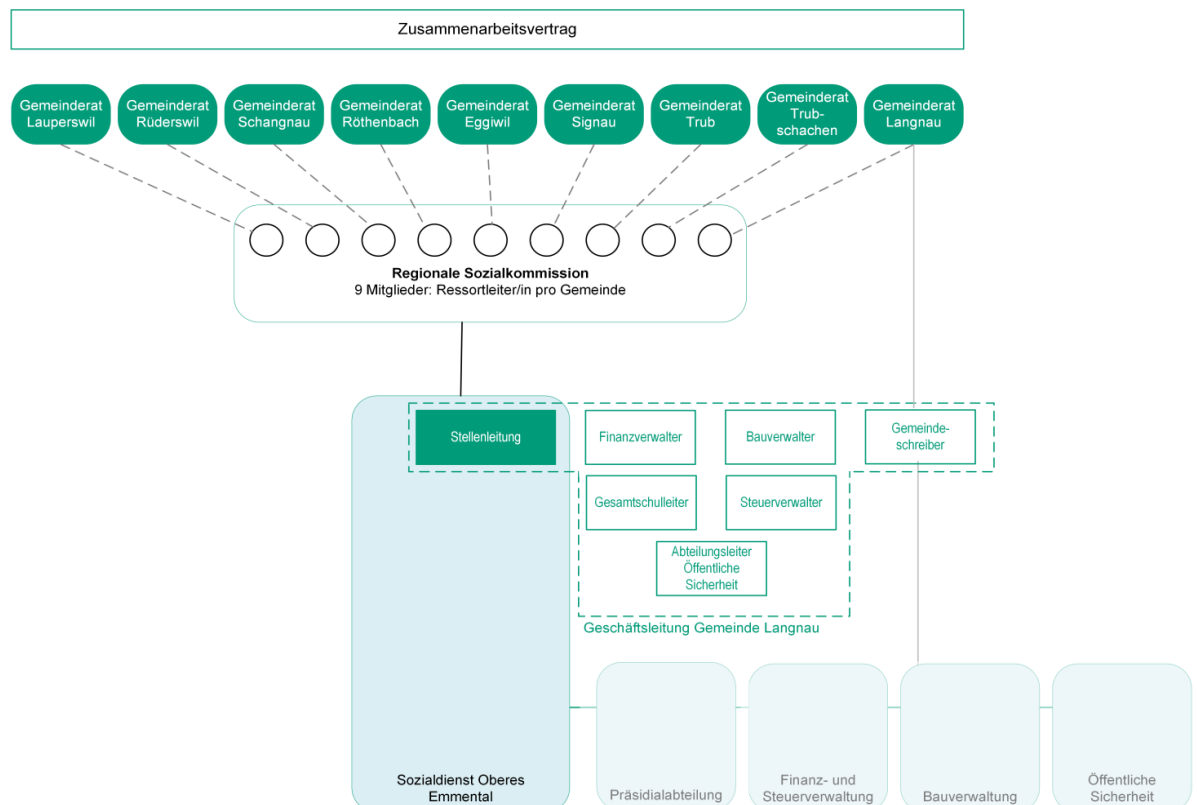 Zusammenarbeitsvertrag
Gemeinderat
Lauperswil
Gemeinderat
Rüderswil
Gemeinderat
Schangnau
Gemeinderat
Röthenbach
Gemeinderat
Eggiwil
Gemeinderat
Signau
Gemeinderat
Trub
Gemeinderat
Trub-
schachen
Gemeinderat
Langnau
Regionale Sozialkommission
9 Mitglieder: Ressortleiter/in pro Gemeinde
Stellenleitung
Finanzverwalter
Bauverwalter
Gemeinde-
schreiber
Gesamtschulleiter
Steuerverwalter
Abteilungsleiter
Öffentliche
Sicherheit
Geschäftsleitung Gemeinde Langnau
Sozialdienst Oberes
Emmental
Präsidialabteilung
Finanz- und
Steuerverwaltung
Bauverwaltung
Öffentliche
Sicherheit